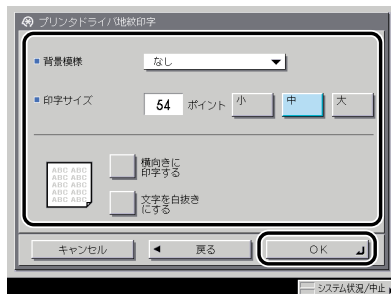 プリンタドライバ地紋印字
背景模様 なし
印字サイズ 54 ポイント 小 中 大
ABC ABC
ABC ABC
ABC ABC
ABC ABC
ABC ABC
横向きに
印字する
文字を白抜き
にする
キャンセル 戻る OK
システム状況/中止